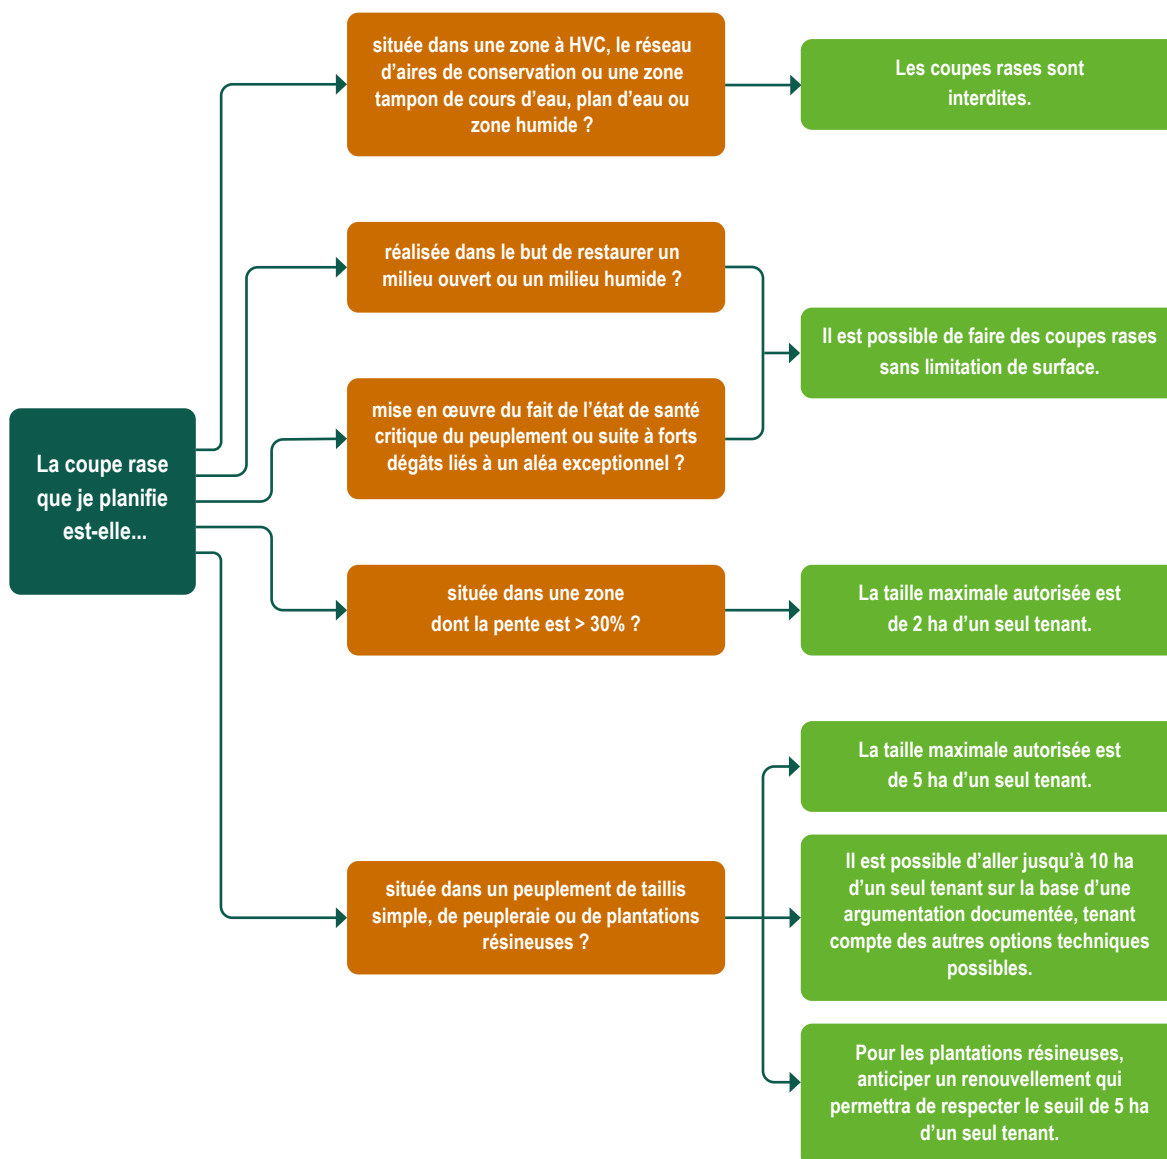 située dans une zone à HVC, le réseau
d'aires de conservation ou une zone
tampon de cours d'eau, plan d'eau ou
zone humide ?
Les coupes rases sont
interdites.
réalisée dans le but de restaurer un
milieu ouvert ou un milieu humide ?
Il est possible de faire des coupes rases
sans limitation de surface.
mise en œuvre du fait de l'état de santé
critique du peuplement ou suite à forts
dégâts liés à un aléa exceptionnel ?
La coupe rase
que je planifie
est-elle...
située dans une zone
dont la pente est > 30% ?
La taille maximale autorisée est
de 2 ha d'un seul tenant.
La taille maximale autorisée est
de 5 ha d'un seul tenant.
située dans un peuplement de taillis
simple, de peupleraie ou de plantations
résineuses ?
Il est possible d'aller jusqu'à 10 ha
d'un seul tenant sur la base d'une
argumentation documentée, tenant
compte des autres options techniques
possibles.
Pour les plantations résineuses,
anticiper un renouvellement qui
permettra de respecter le seuil de 5 ha
d'un seul tenant.